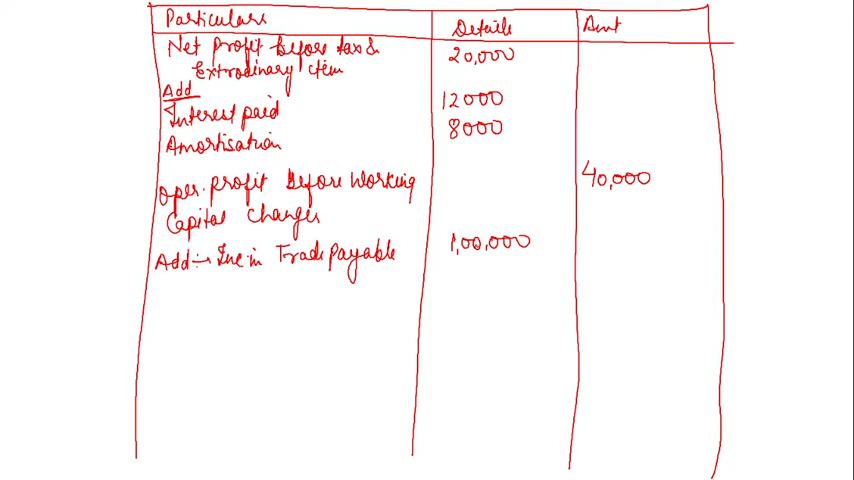 Particulars Details Amt
Net profit before tax &
Extrodinary item 20,000
Add
Interest paid 12000
Amortisation 8000
Oper. profit before working 40,000
Capital changes
Add:→ Inc. in Trade payable 1,00,000